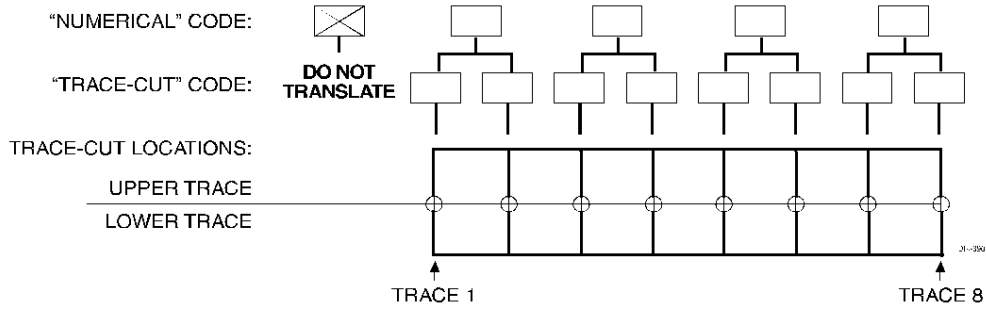 “NUMERICAL” CODE:
DO NOT
TRANSLATE
“TRACE-CUT” CODE:
TRACE-CUT LOCATIONS:
UPPER TRACE
LOWER TRACE
TRACE 1
TRACE 8